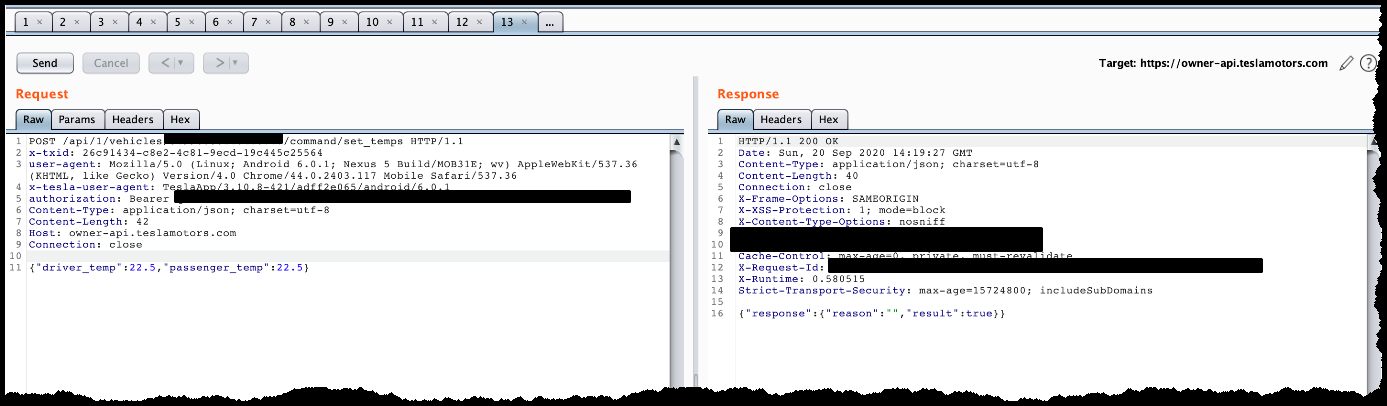 1 × 2 × 3 × 4 × 5 × 6 × 7 × 8 × 9 × 10 × 11 × 12 × 13 × ...
Send Cancel < > Target: https://owner-api.teslamotors.com ?
Request
Raw Params Headers Hex
1 POST /api/1/vehicles /command/set_temps HTTP/1.1
2 x-txid: 26c91434-c8e2-4c81-9ecd-19c445c25564
3 user-agent: Mozilla/5.0 (Linux; Android 6.0.1; Nexus 5 Build/MOB31E; wv) AppleWebKit/537.36
(KHTML, like Gecko) Version/4.0 Chrome/44.0.2403.117 Mobile Safari/537.36
4 x-tesla-user-agent: TeslaApp/3.10.8-421/adff2e065/android/6.0.1
5 authorization: Bearer
6 Content-Type: application/json; charset=utf-8
7 Content-Length: 42
8 Host: owner-api.teslamotors.com
9 Connection: close
10
11 {"driver_temp":22.5,"passenger_temp":22.5}
Response
Raw Headers Hex
1 HTTP/1.1 200 OK
2 Date: Sun, 20 Sep 2020 14:19:27 GMT
3 Content-Type: application/json; charset=utf-8
4 Content-Length: 40
5 Connection: close
6 X-Frame-Options: SAMEORIGIN
7 X-XSS-Protection: 1; mode=block
8 X-Content-Type-Options: nosniff
9
10
11 Cache-Control: max-age=0, private, must-revalidate
12 X-Request-Id:
13 X-Runtime: 0.580515
14 Strict-Transport-Security: max-age=15724800; includeSubDomains
15
16 {"response":{"reason":"","result":true}}